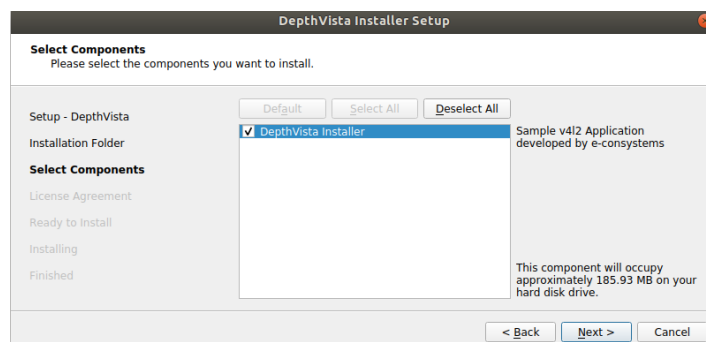 DepthVista Installer Setup
Select Components
Please select the components you want to install.
Setup - DepthVista
Installation Folder
Select Components
License Agreement
Ready to Install
Installing
Finished
Default
Select All
Deselect All
DepthVista Installer
Sample v4l2 Application
developed by e-consystems
This component will occupy
approximately 185.93 MB on your
hard disk drive.
< Back
Next >
Cancel